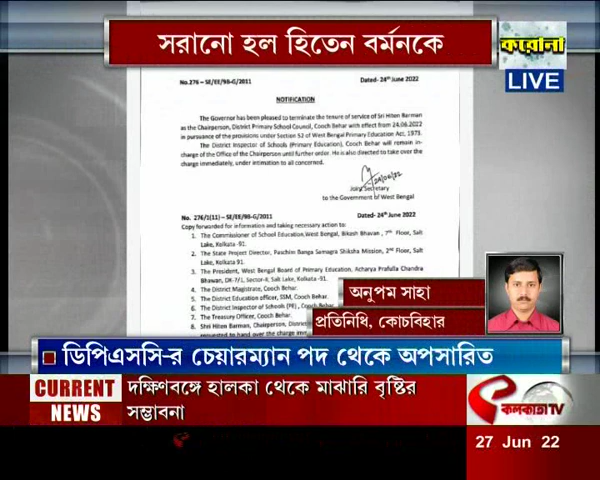 সরানো হল হিতেন বর্মনকে
করোনা
LIVE
No.276 - SE/EE/9B-G/2011 Dated- 24th June 2022
NOTIFICATION
The Governor has been pleased to terminate the tenure of service of Sri Hiten Barman
as the Chairperson, District Primary School Council, Cooch Behar with effect from 24.06.2022
in pursuance of the provisions under Section 52 of West Bengal Primary Education Act, 1973.
The District Inspector of Schools (Primary Education), Cooch Behar will remain in-
charge of the Office of the Chairperson until further order. He is also directed to take over the
charge immediately, under intimation to all concerned.
24/06/22
Joint Secretary
to the Government of West Bengal
No. 276/1(11) - SE/EE/9B-G/2011 Dated- 24th June 2022
Copy forwarded for information and taking necessary action to:
1. The Commissioner of School Education, West Bengal, Bikash Bhavan, 7th Floor, Salt
Lake, Kolkata -91.
2. The State Project Director, Paschim Banga Samagra Shiksha Mission, 2nd Floor, Salt
Lake, Kolkata 91.
3. The President, West Bengal Board of Primary Education, Acharya Prafulla Chandra
Bhawan, DK-7/1, Sector-II, Salt Lake, Kolkata -91.
4. The District Magistrate, Cooch Behar.
5. The District Education officer, SSM, Cooch Behar.
6. The District Inspector of Schools (PE), Cooch Behar.
7. The Treasury Officer, Cooch Behar.
8. Shri Hiten Barman, Chairperson, District
requested to hand over the charge imm
অনুপম সাহা
প্রতিনিধি, কোচবিহার
ডিপিএসসি-র চেয়ারম্যান পদ থেকে অপসারিত
CURRENT
NEWS
দক্ষিণবঙ্গে হালকা থেকে মাঝারি বৃষ্টির
সম্ভাবনা
কলকাতা TV
27 Jun 22